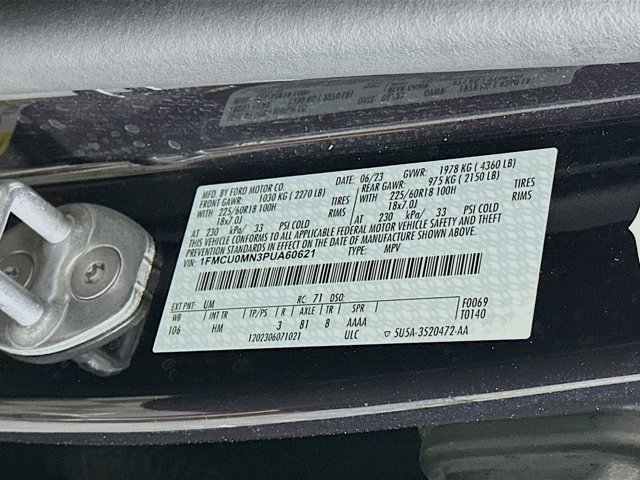 MFD. BY FORD MOTOR CO. DATE: 06/23 GVWR: 1978 KG ( 4360 LB)
FRONT GAWR: 1030 KG ( 2270 LB) REAR GAWR: 975 KG ( 2150 LB)
WITH 225/60R18 100H TIRES WITH 225/60R18 100H TIRES
18x7.0J RIMS 18x7.0J RIMS
AT 230 kPa/ 33 PSI COLD AT 230 kPa/ 33 PSI COLD
THIS VEHICLE CONFORMS TO ALL APPLICABLE FEDERAL MOTOR VEHICLE SAFETY AND THEFT
PREVENTION STANDARDS IN EFFECT ON THE DATE OF MANUFACTURE SHOWN ABOVE.
VIN: 1FMCU0MN3PUA60621 TYPE: MPV
EXT PNT: UM RC: 71 DSO: F0069
WB INT TR R AXLE TR SPR T0140
106 HM 3 81 8 AAAA
1202306071021 ULC ▽ 5U5A-3520472-AA